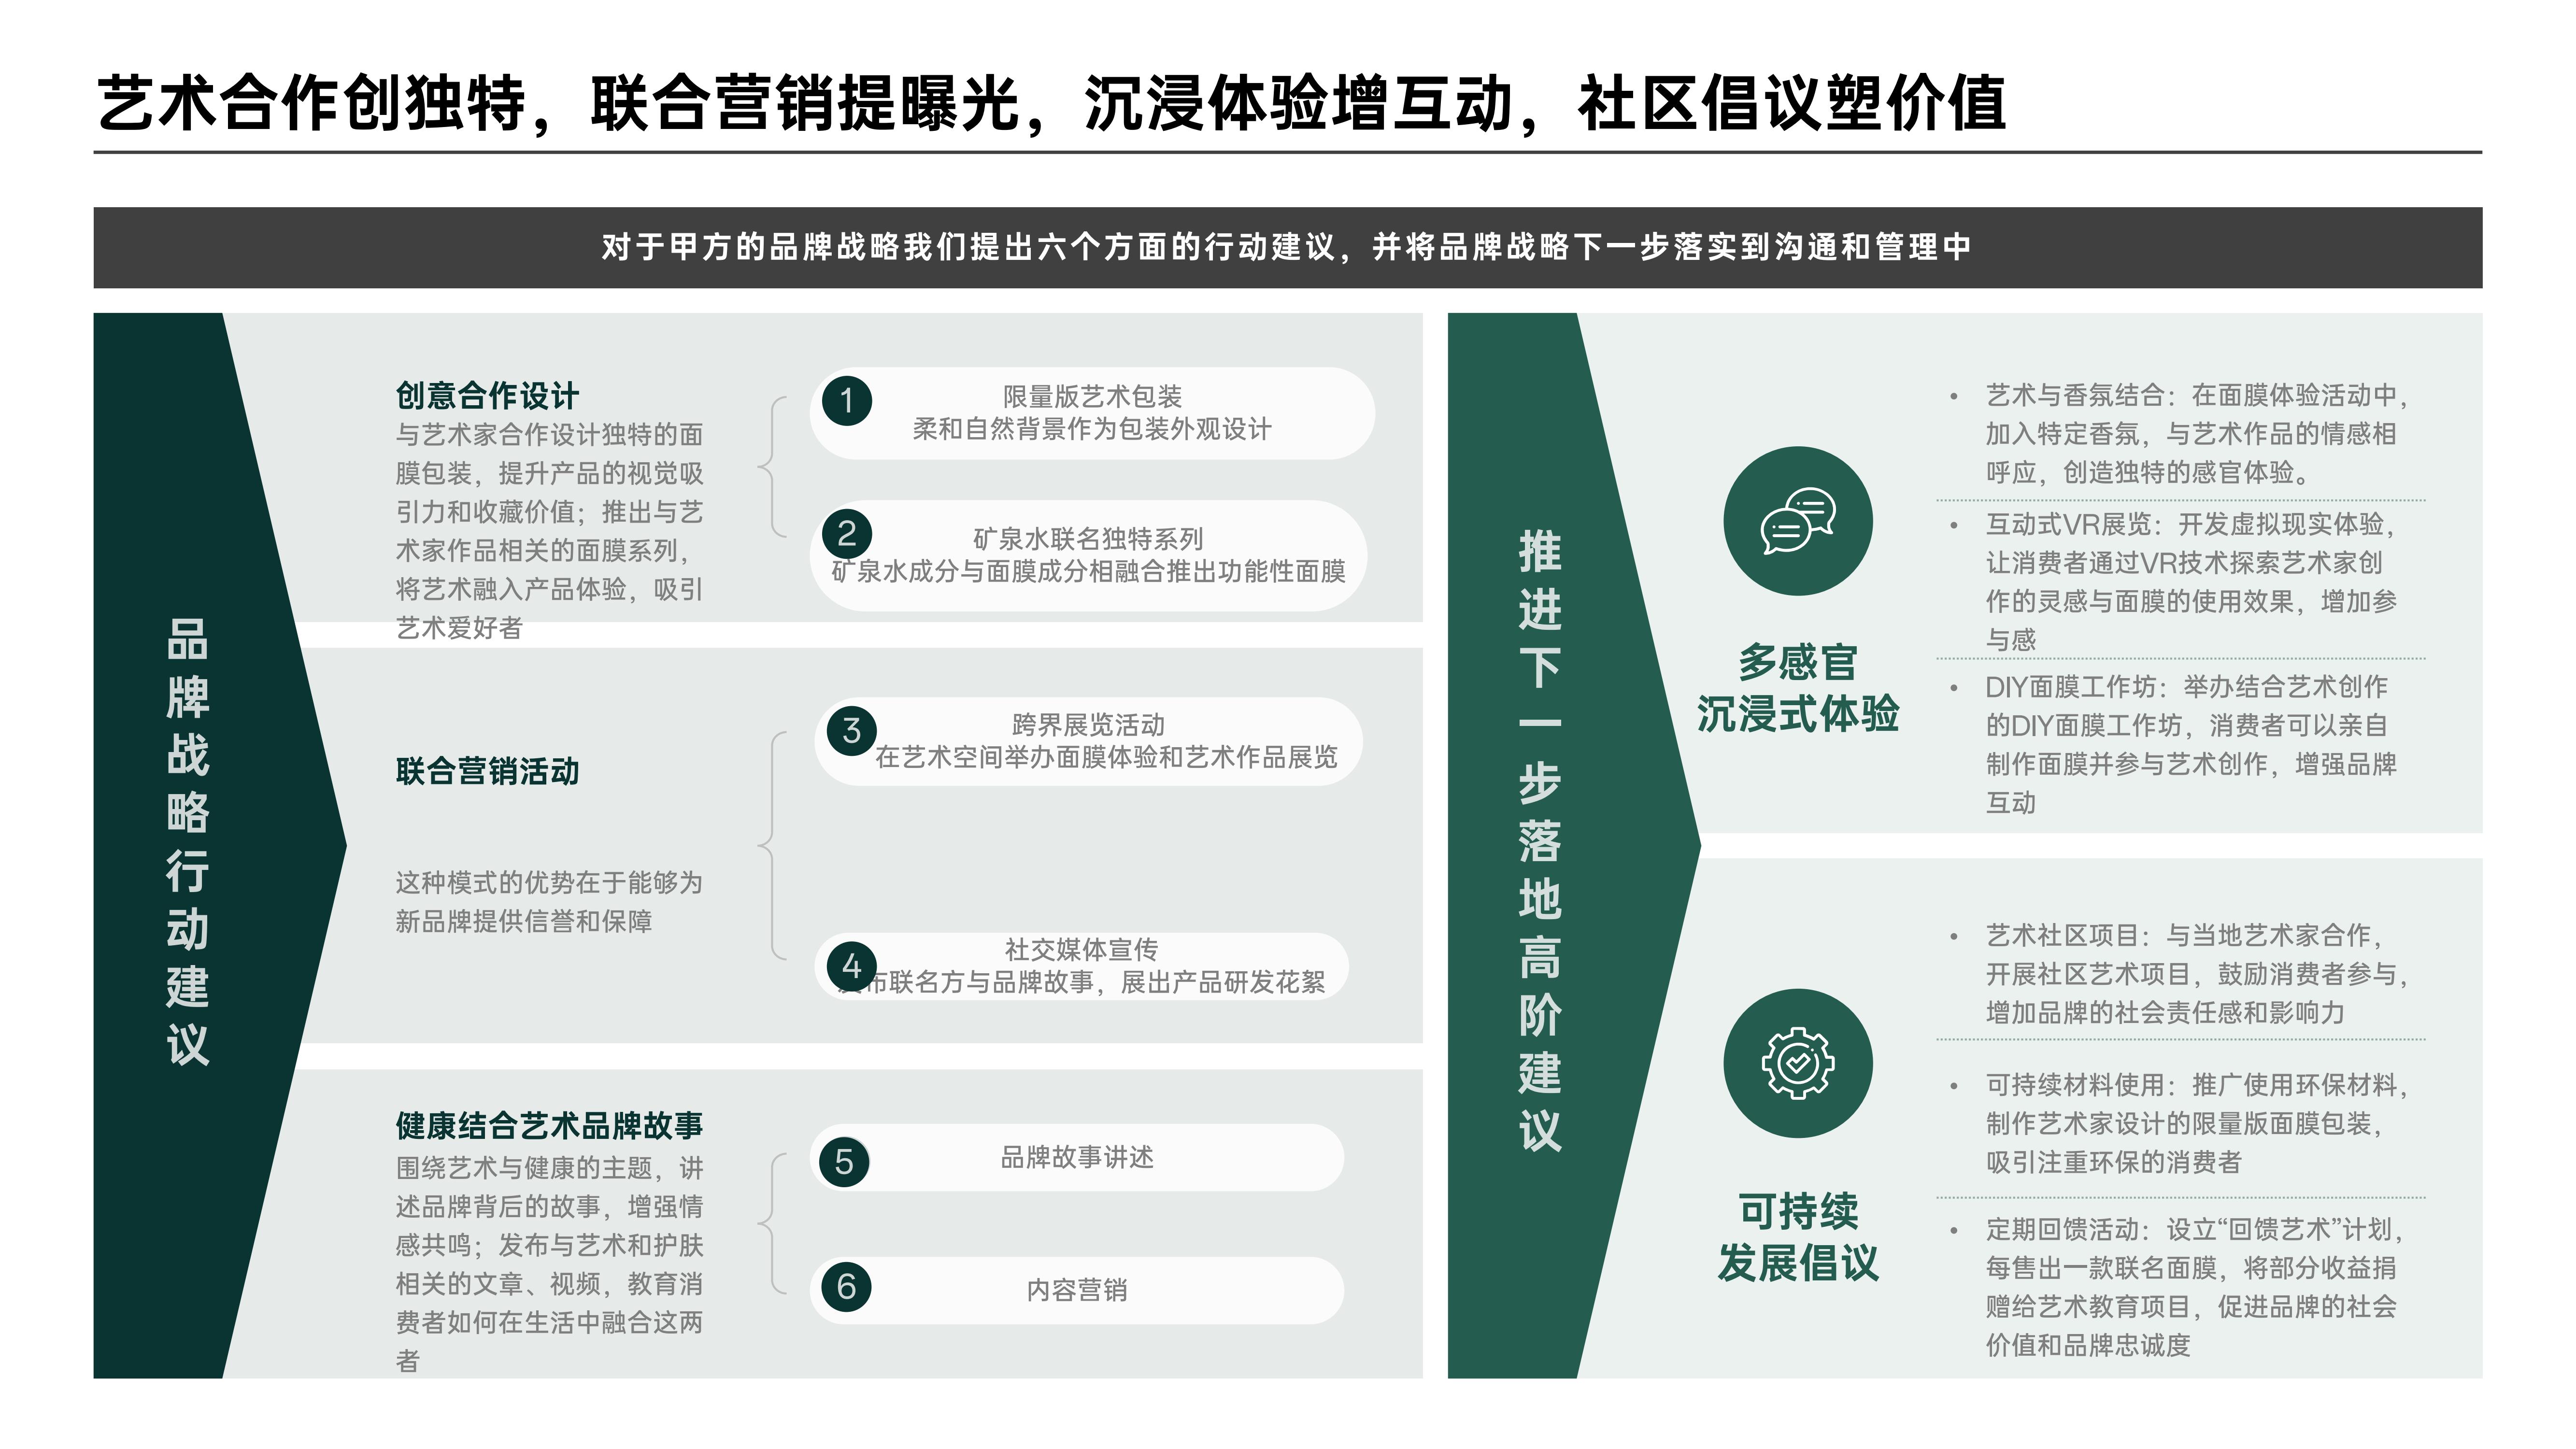 艺术合作创独特，联合营销提曝光，沉浸体验增互动，社区倡议塑价值
对于甲方的品牌战略我们提出六个方面的行动建议，并将品牌战略下一步落实到沟通和管理中
品牌战略行动建议
创意合作设计
与艺术家合作设计独特的面
膜包装，提升产品的视觉吸
引力和收藏价值；推出与艺
术家作品相关的面膜系列，
将艺术融入产品体验，吸引
艺术爱好者
1
限量版艺术包装
柔和自然背景作为包装外观设计
2
矿泉水联名独特系列
矿泉水成分与面膜成分相融合推出功能性面膜
联合营销活动
这种模式的优势在于能够为
新品牌提供信誉和保障
3
跨界展览活动
在艺术空间举办面膜体验和艺术作品展览
4
社交媒体宣传
布联名方与品牌故事，展出产品研发花絮
健康结合艺术品牌故事
围绕艺术与健康的主题，讲
述品牌背后的故事，增强情
感共鸣；发布与艺术和护肤
相关的文章、视频，教育消
费者如何在生活中融合这两
者
5
品牌故事讲述
6
内容营销
推进下一步落地高阶建议
多感官
沉浸式体验
• 艺术与香氛结合：在面膜体验活动中，
加入特定香氛，与艺术作品的情感相
呼应，创造独特的感官体验。
• 互动式VR展览：开发虚拟现实体验，
让消费者通过VR技术探索艺术家创
作的灵感与面膜的使用效果，增加参
与感
• DIY面膜工作坊：举办结合艺术创作
的DIY面膜工作坊，消费者可以亲自
制作面膜并参与艺术创作，增强品牌
互动
可持续
发展倡议
• 艺术社区项目：与当地艺术家合作，
开展社区艺术项目，鼓励消费者参与，
增加品牌的社会责任感和影响力
• 可持续材料使用：推广使用环保材料，
制作艺术家设计的限量版面膜包装，
吸引注重环保的消费者
• 定期回馈活动：设立“回馈艺术”计划，
每售出一款联名面膜，将部分收益捐
赠给艺术教育项目，促进品牌的社会
价值和品牌忠诚度